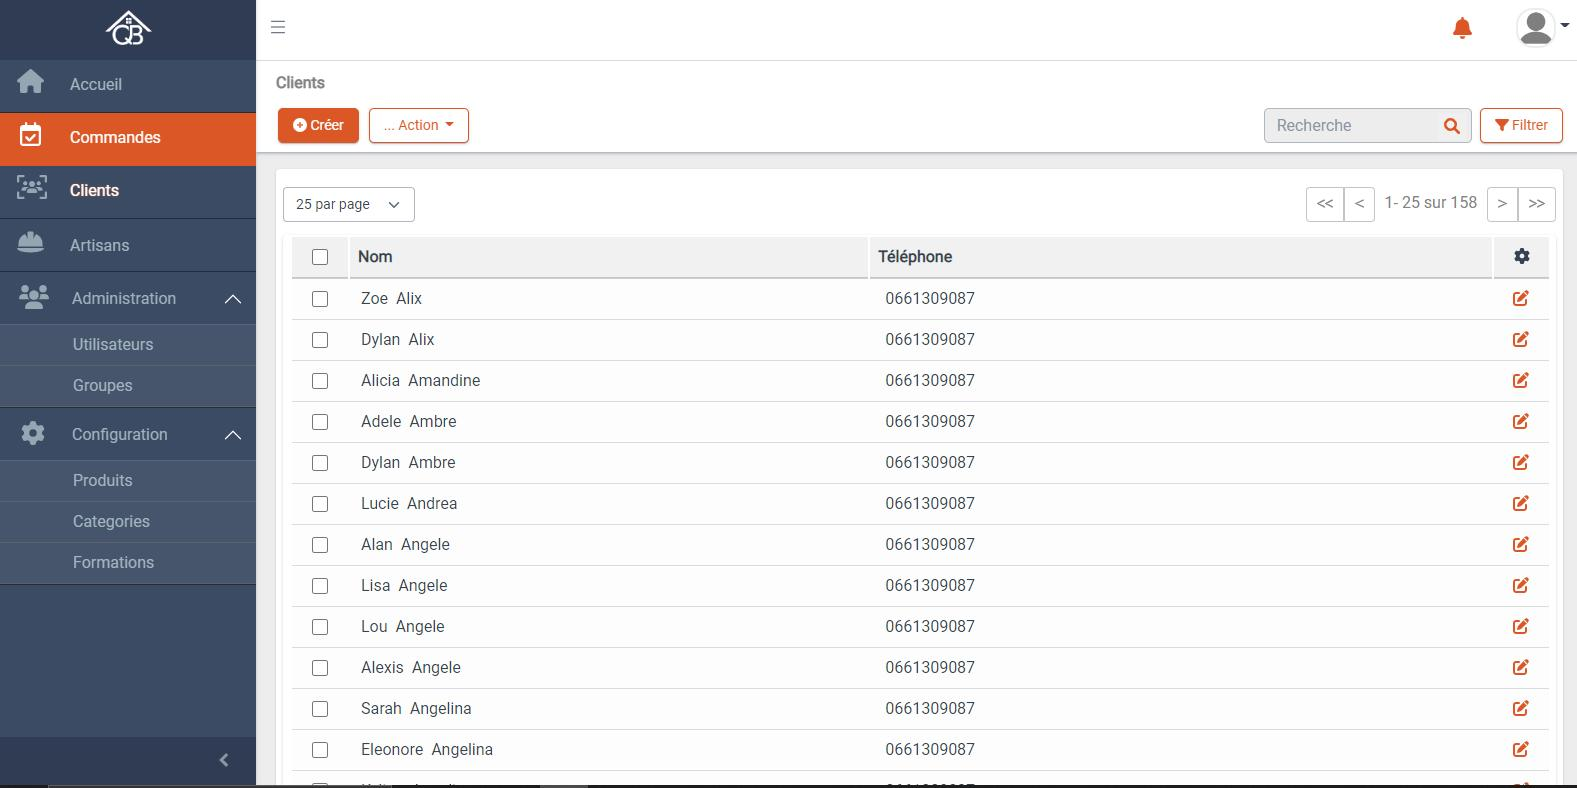 QB
Accueil
Commandes
Clients
Artisans
Administration
Utilisateurs
Groupes
Configuration
Produits
Categories
Formations
Clients
Créer
... Action
Recherche
Filtrer
25 par page
<< < 1- 25 sur 158 > >>
Nom Téléphone
Zoe Alix 0661309087
Dylan Alix 0661309087
Alicia Amandine 0661309087
Adele Ambre 0661309087
Dylan Ambre 0661309087
Lucie Andrea 0661309087
Alan Angele 0661309087
Lisa Angele 0661309087
Lou Angele 0661309087
Alexis Angele 0661309087
Sarah Angelina 0661309087
Eleonore Angelina 0661309087